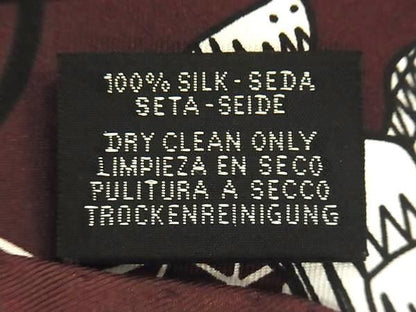 100% SILK-SEDA
SETA-SEIDE
DRY CLEAN ONLY
LIMPIEZA EN SECO
PULITURA A SECCO
TROCKENREINIGUNG